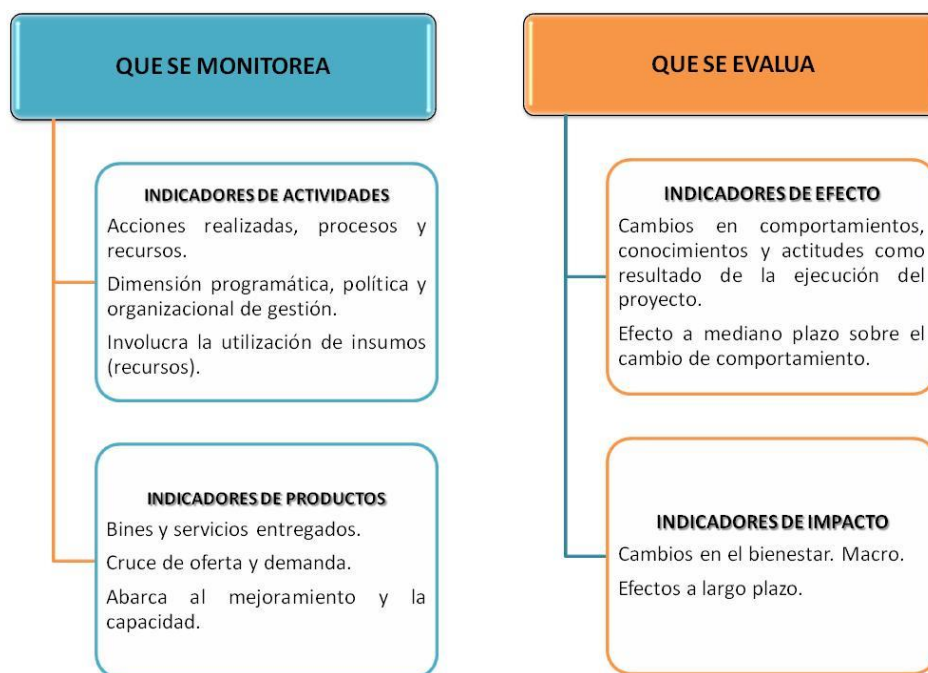 QUE SE MONITOREA
INDICADORES DE ACTIVIDADES
Acciones realizadas, procesos y
recursos.
Dimensión programática, política y
organizacional de gestión.
Involucra la utilización de insumos
(recursos).
INDICADORES DE PRODUCTOS
Bines y servicios entregados.
Cruce de oferta y demanda.
Abarca al mejoramiento y la
capacidad.
QUE SE EVALUA
INDICADORES DE EFECTO
Cambios en comportamientos,
conocimientos y actitudes como
resultado de la ejecución del
proyecto.
Efecto a mediano plazo sobre el
cambio de comportamiento.
INDICADORES DE IMPACTO
Cambios en el bienestar. Macro.
Efectos a largo plazo.